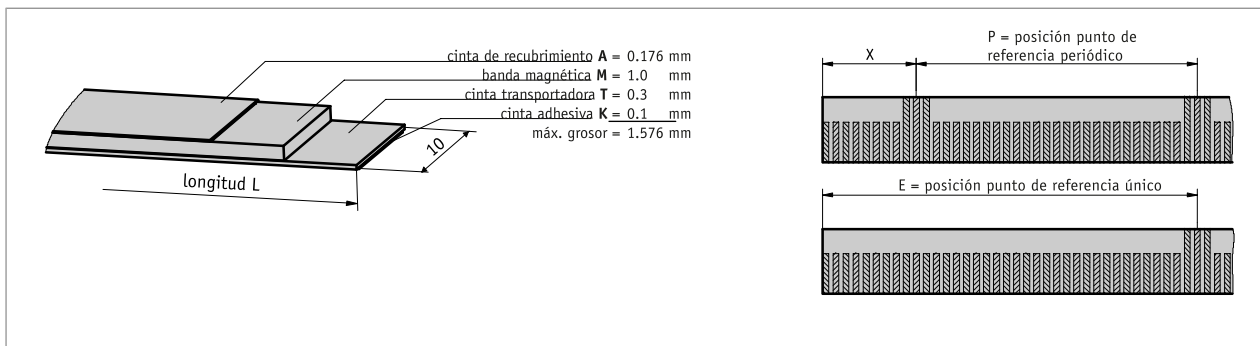 cinta de recubrimiento A = 0.176 mm
banda magnética M = 1.0 mm
cinta transportadora T = 0.3 mm
cinta adhesiva K = 0.1 mm
máx. grosor = 1.576 mm
10
longitud L
P = posición punto de
referencia periódico
X
E = posición punto de referencia único